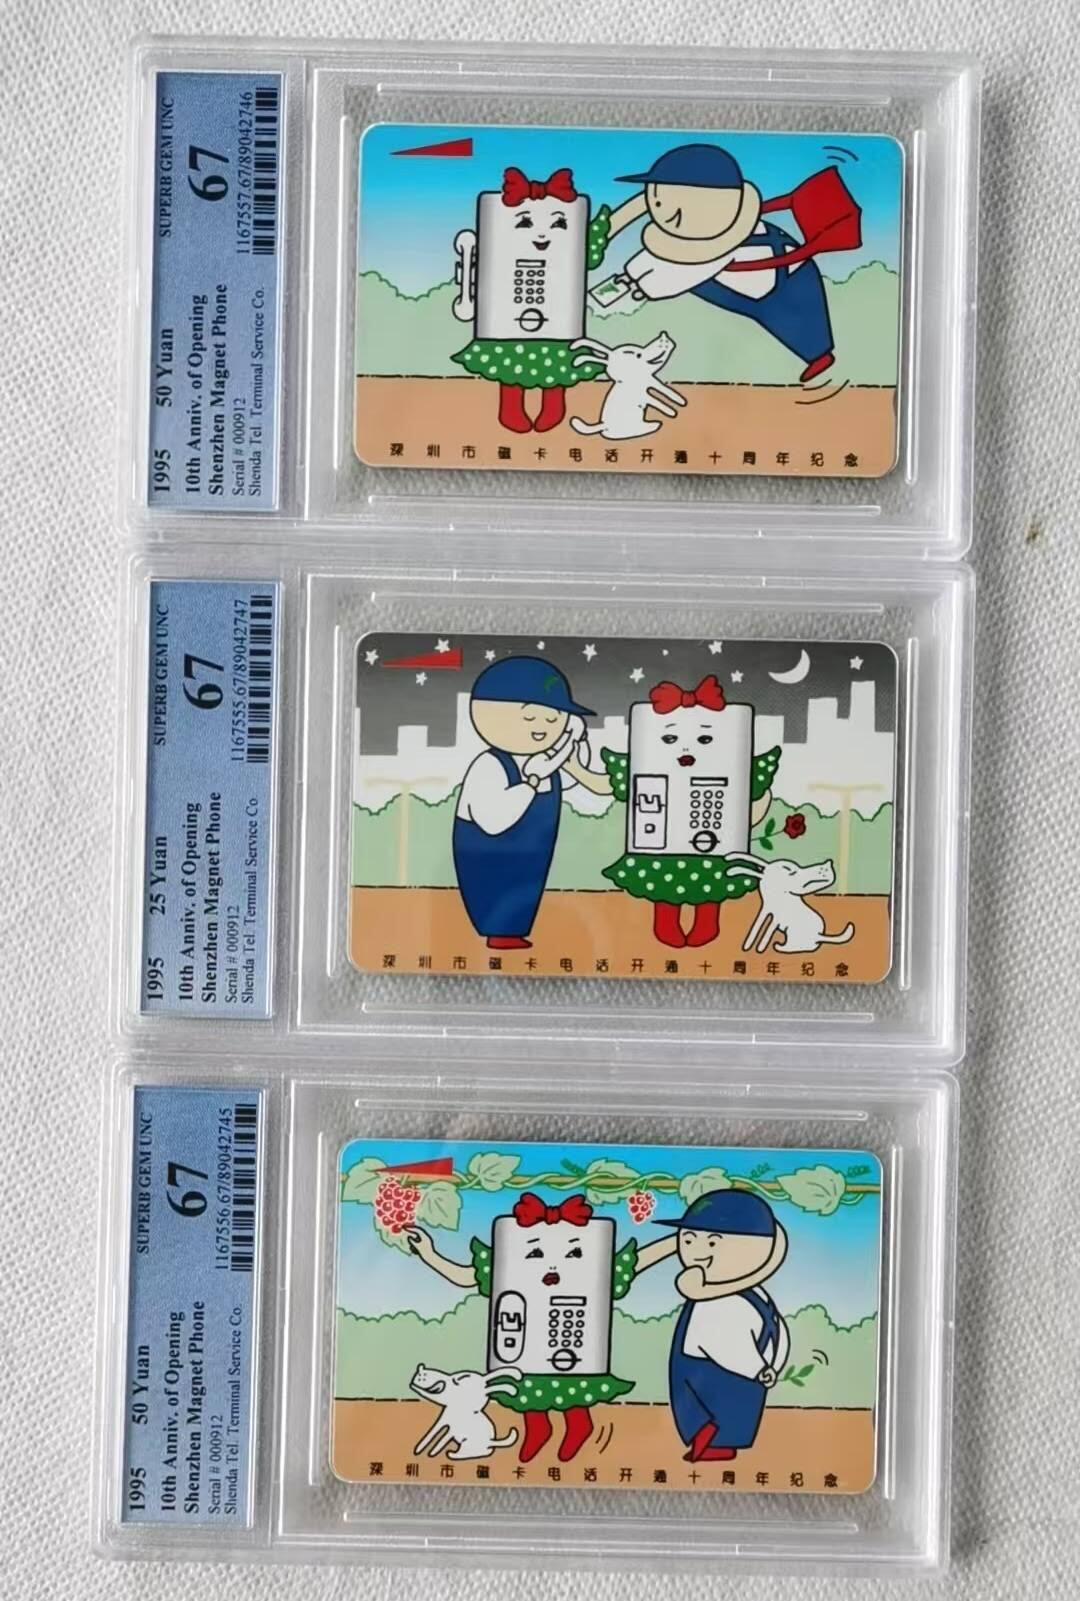 SUPERB GEM UNC
67
1167557.67/89042746
1995 50 Yuan
10th Anniv. of Opening
Shenzhen Magnet Phone
Serial # 000912
Shenda Tel. Terminal Service Co.
深圳市磁卡电话开通十周年纪念
SUPERB GEM UNC
67
1167555.67/89042747
1995 25 Yuan
10th Anniv. of Opening
Shenzhen Magnet Phone
Serial # 000912
Shenda Tel. Terminal Service Co
深圳市磁卡电话开通十周年纪念
SUPERB GEM UNC
67
1167556.67/89042745
1995 50 Yuan
10th Anniv. of Opening
Shenzhen Magnet Phone
Serial # 000912
Shenda Tel. Terminal Service Co.
深圳市磁卡电话开通十周年纪念